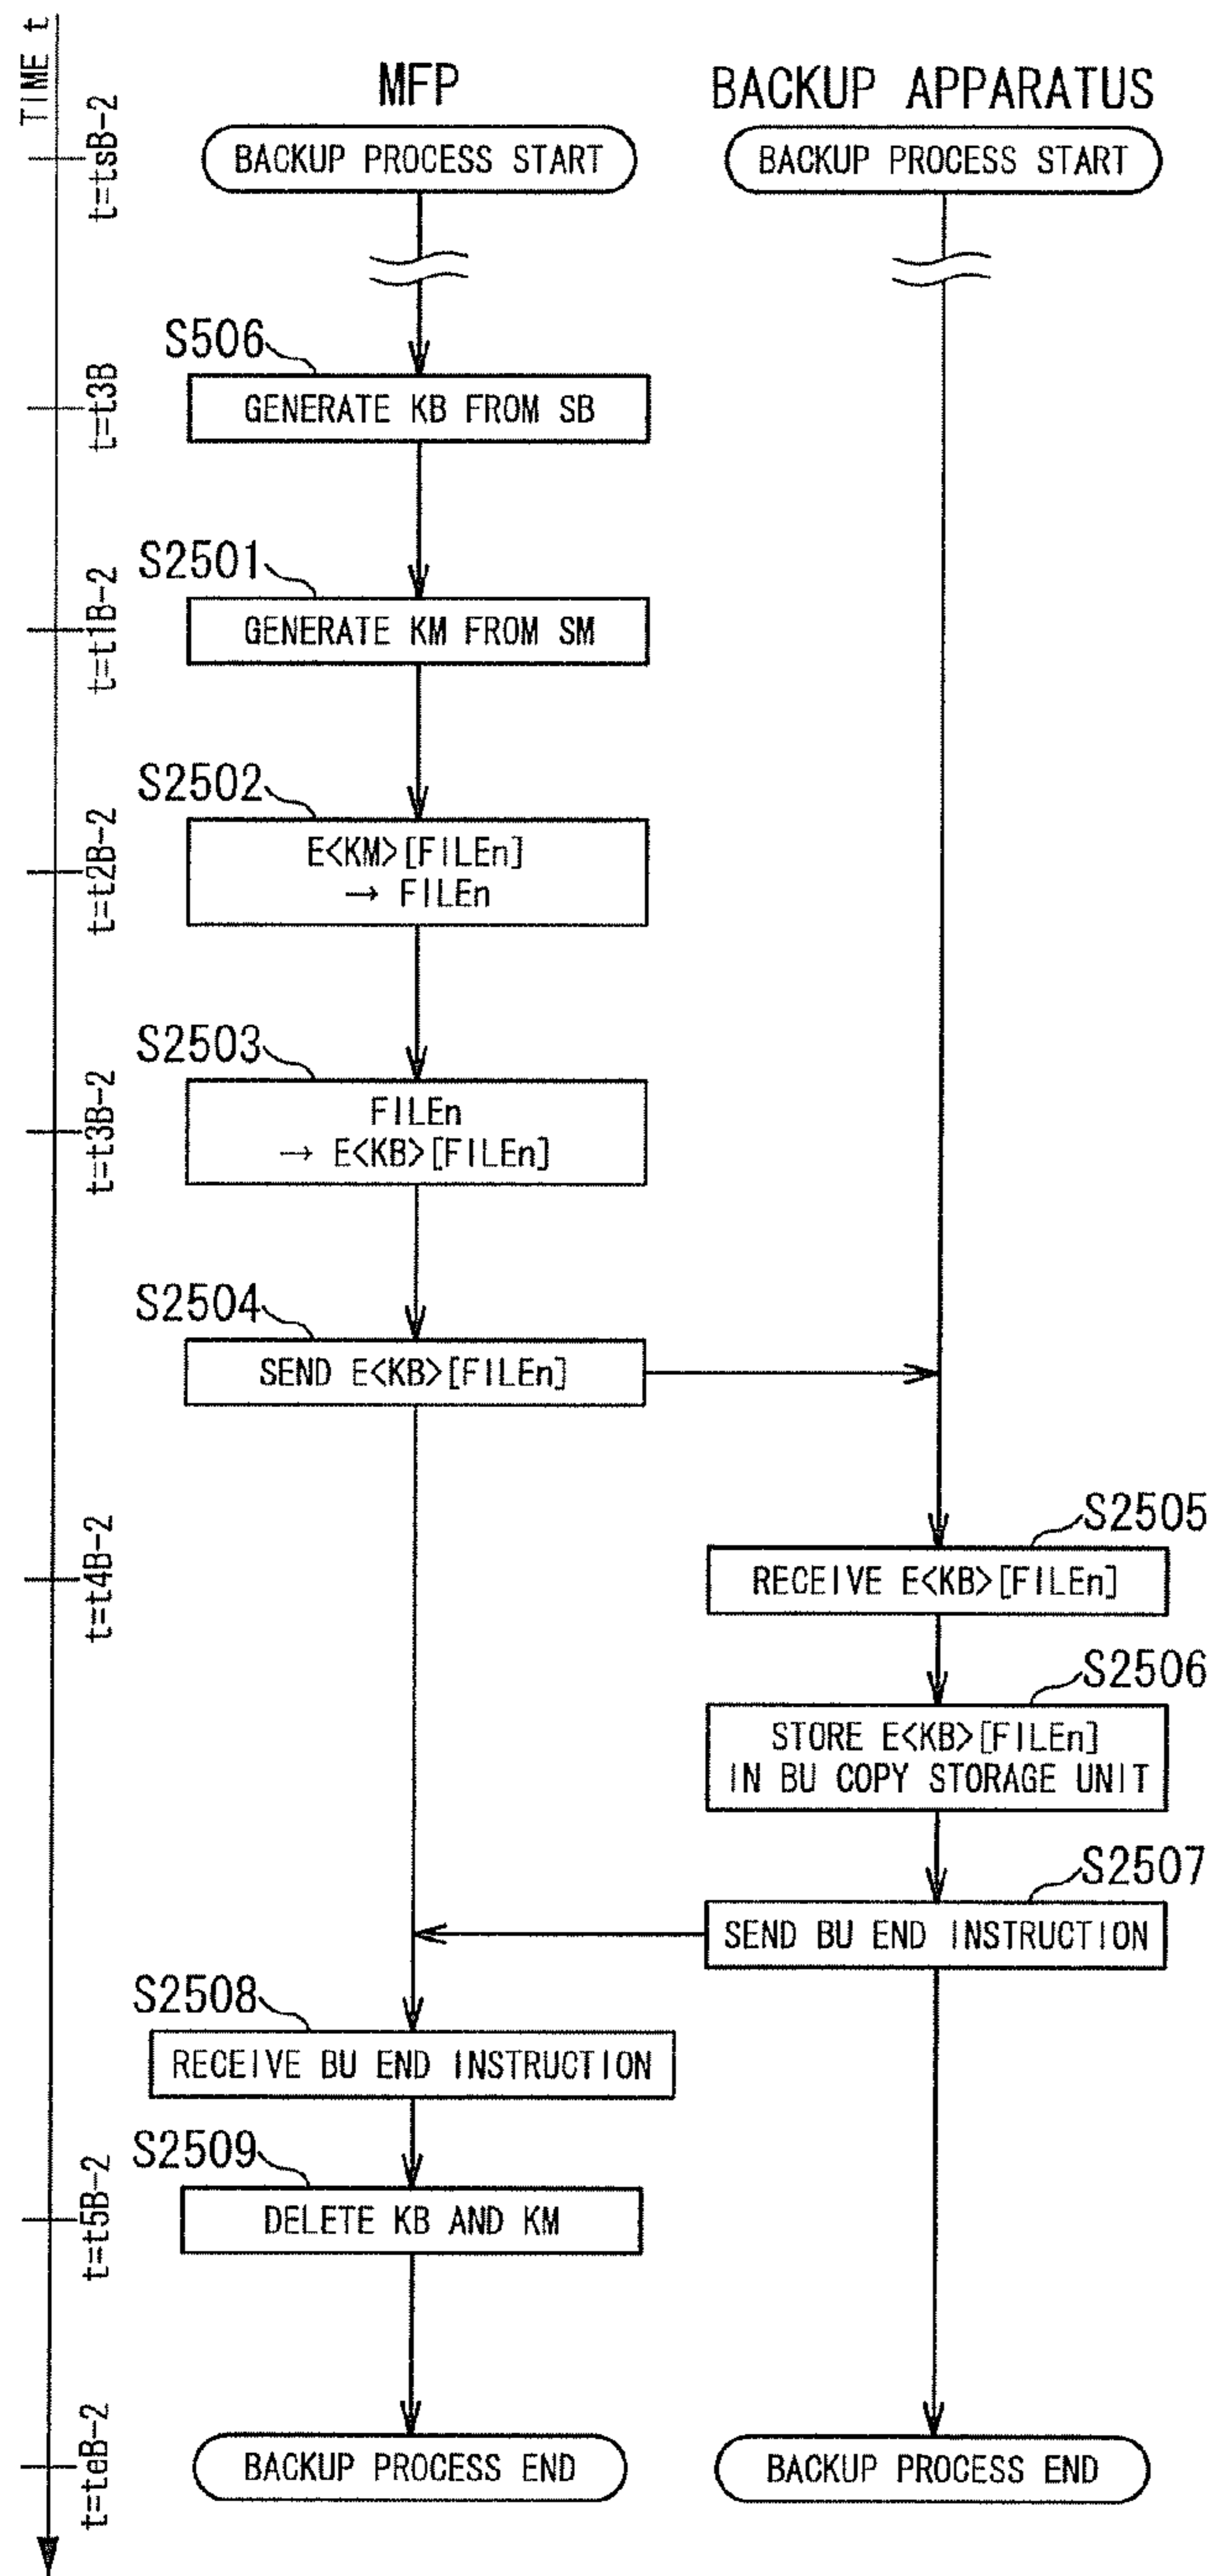 TIME t
MFP
BACKUP APPARATUS
t=tsB-2
BACKUP PROCESS START
BACKUP PROCESS START
S506
t=t3B
GENERATE KB FROM SB
S2501
t=t1B-2
GENERATE KM FROM SM
S2502
t=t2B-2
E<KM>[FILEn]
→ FILEn
S2503
t=t3B-2
FILEn
→ E<KB>[FILEn]
S2504
SEND E<KB>[FILEn]
S2505
t=t4B-2
RECEIVE E<KB>[FILEn]
S2506
STORE E<KB>[FILEn]
IN BU COPY STORAGE UNIT
S2507
SEND BU END INSTRUCTION
S2508
RECEIVE BU END INSTRUCTION
S2509
t=t5B-2
DELETE KB AND KM
t=teB-2
BACKUP PROCESS END
BACKUP PROCESS END